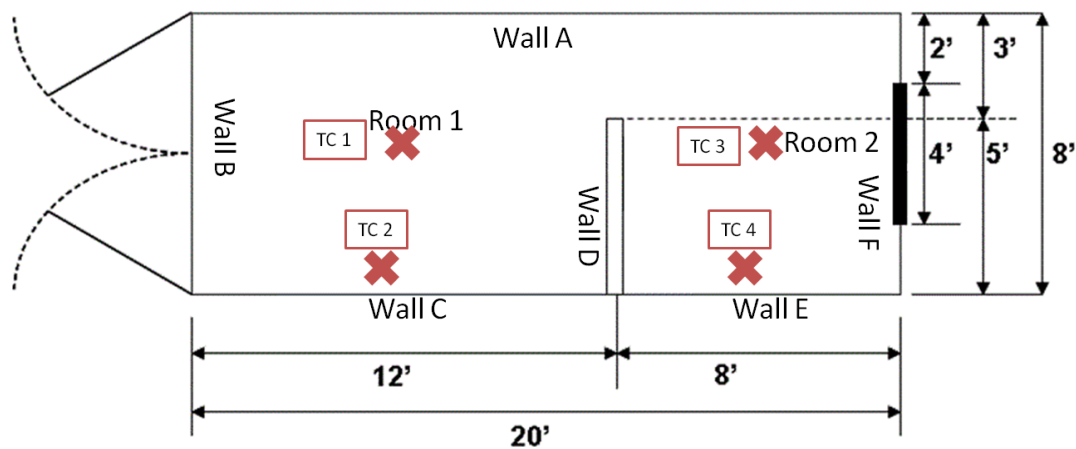 Wall A
2’
3’
Wall B
Room 1
TC 1
TC 3
Room 2
4’
5’
8’
TC 2
Wall D
TC 4
Wall F
Wall C
Wall E
12’
8’
20’